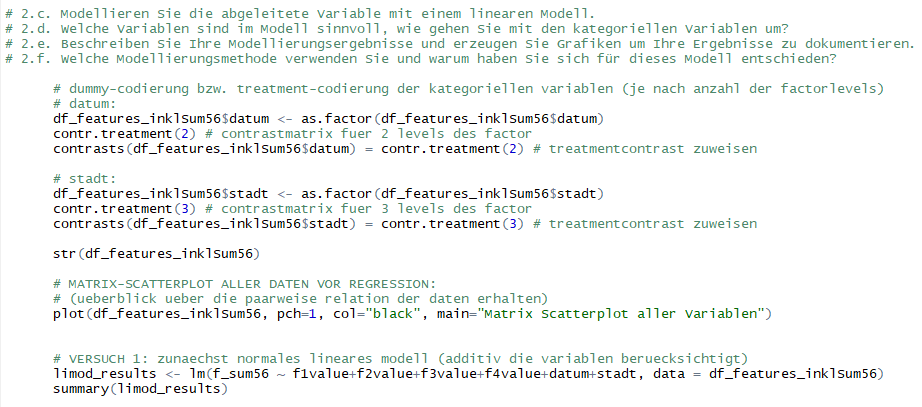 # 2.c. Modellieren Sie die abgeleitete Variable mit einem linearen Modell.
# 2.d. Welche Variablen sind im Modell sinnvoll, wie gehen Sie mit den kategoriellen Variablen um?
# 2.e. Beschreiben Sie Ihre Modellierungsergebnisse und erzeugen Sie Grafiken um Ihre Ergebnisse zu dokumentieren.
# 2.f. Welche Modellierungsmethode verwenden Sie und warum haben Sie sich für dieses Modell entschieden?
# dummy-codierung bzw. treatment-codierung der kategoriellen variablen (je nach anzahl der factorlevels)
# datum:
df_features_inklSum56$datum <- as.factor(df_features_inklSum56$datum)
contr.treatment(2) # contrastmatrix fuer 2 levels des factor
contrasts(df_features_inklSum56$datum) = contr.treatment(2) # treatmentcontrast zuweisen
# stadt:
df_features_inklSum56$stadt <- as.factor(df_features_inklSum56$stadt)
contr.treatment(3) # contrastmatrix fuer 3 levels des factor
contrasts(df_features_inklSum56$stadt) = contr.treatment(3) # treatmentcontrast zuweisen
str(df_features_inklSum56)
# MATRIX-SCATTERPLOT ALLER DATEN VOR REGRESSION:
# (ueberblick ueber die paarweise relation der daten erhalten)
plot(df_features_inklSum56, pch=1, col="black", main="Matrix Scatterplot aller Variablen")
# VERSUCH 1: zunaechst normales lineares modell (additiv die variablen beruecksichtigt)
limod_results <- lm(f_sum56 ~ f1value+f2value+f3value+f4value+datum+stadt, data = df_features_inklSum56)
summary(limod_results)